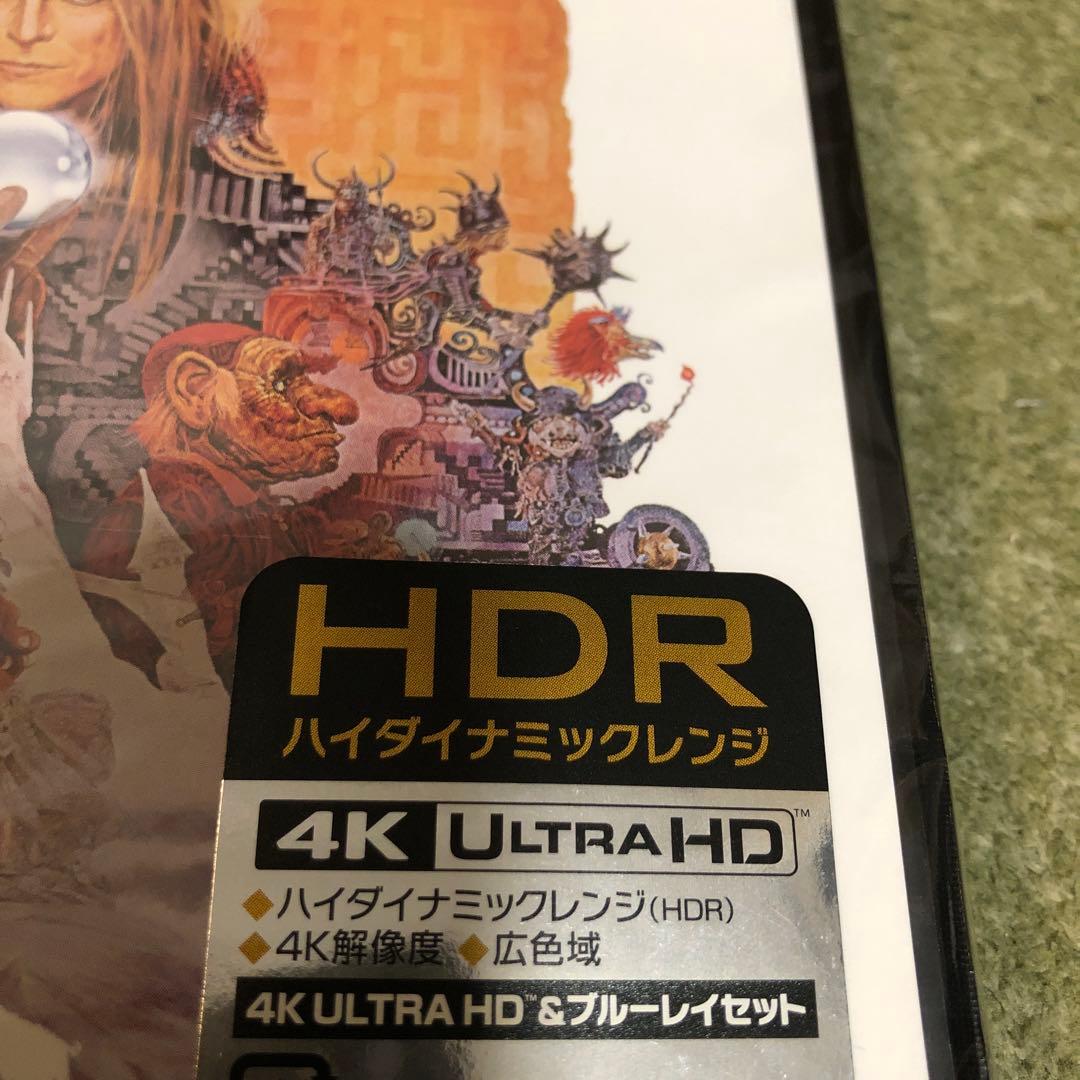 HDR
ハイダイナミックレンジ
4K ULTRA HD™
◆ハイダイナミックレンジ(HDR)
◆4K解像度 ◆広色域
4K ULTRA HD™&ブルーレイセット